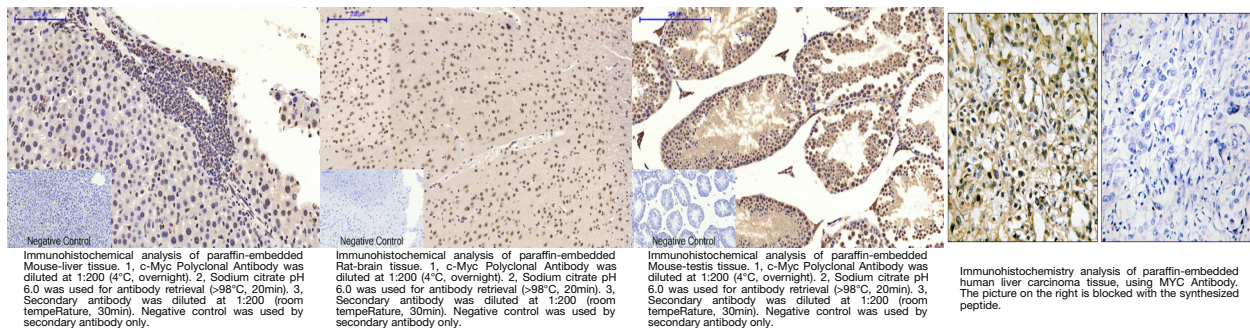 Negative Control
Immunohistochemical analysis of paraffin-embedded
Mouse-liver tissue. 1, c-Myc Polyclonal Antibody was
diluted at 1:200 (4°C, overnight). 2, Sodium citrate pH
6.0 was used for antibody retrieval (>98°C, 20min). 3,
Secondary antibody was diluted at 1:200 (room
tempeRature, 30min). Negative control was used by
secondary antibody only.
Negative Control
Immunohistochemical analysis of paraffin-embedded
Rat-brain tissue. 1, c-Myc Polyclonal Antibody was
diluted at 1:200 (4°C, overnight). 2, Sodium citrate pH
6.0 was used for antibody retrieval (>98°C, 20min). 3,
Secondary antibody was diluted at 1:200 (room
tempeRature, 30min). Negative control was used by
secondary antibody only.
Negative Control
Immunohistochemical analysis of paraffin-embedded
Mouse-testis tissue. 1, c-Myc Polyclonal Antibody was
diluted at 1:200 (4°C, overnight). 2, Sodium citrate pH
6.0 was used for antibody retrieval (>98°C, 20min). 3,
Secondary antibody was diluted at 1:200 (room
tempeRature, 30min). Negative control was used by
secondary antibody only.
Immunohistochemistry analysis of paraffin-embedded
human liver carcinoma tissue, using MYC Antibody.
The picture on the right is blocked with the synthesized
peptide.